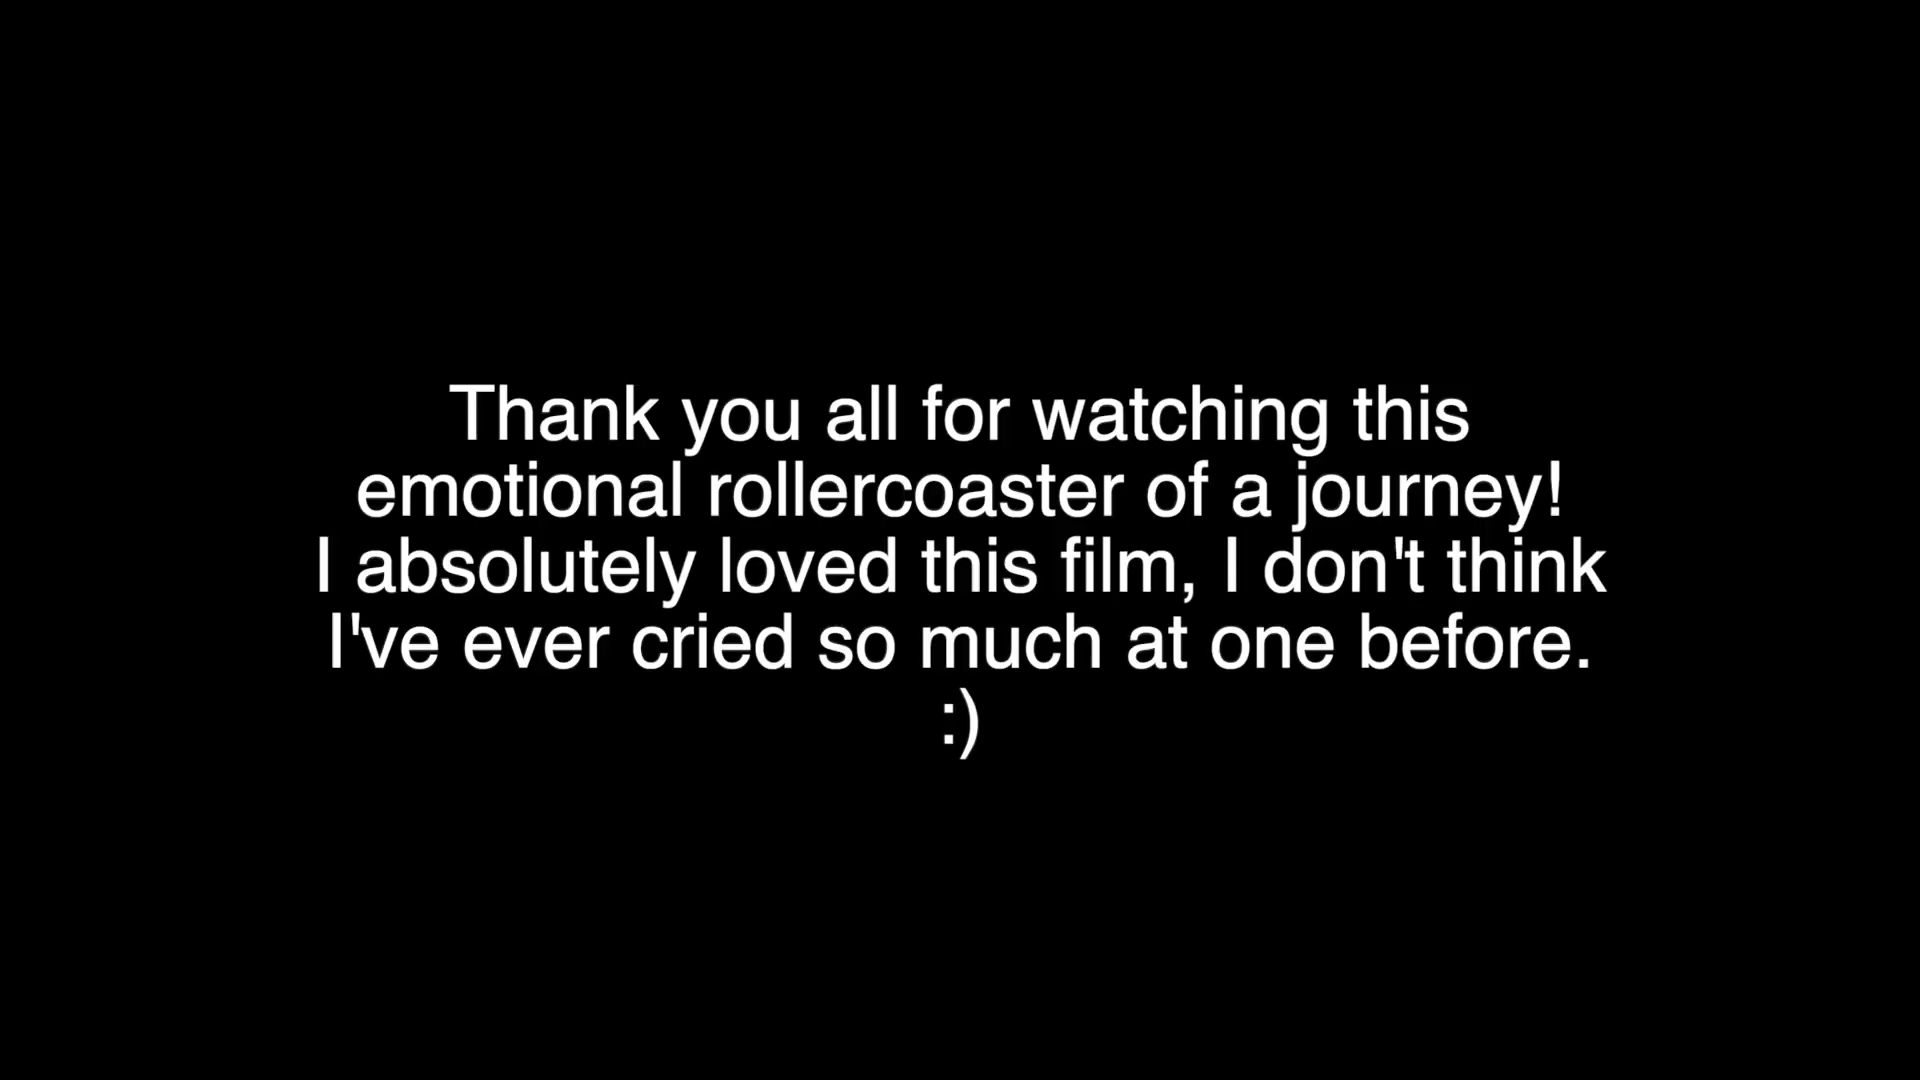 Thank you all for watching this
emotional rollercoaster of a journey!
I absolutely loved this film, I don't think
I've ever cried so much at one before.
:)